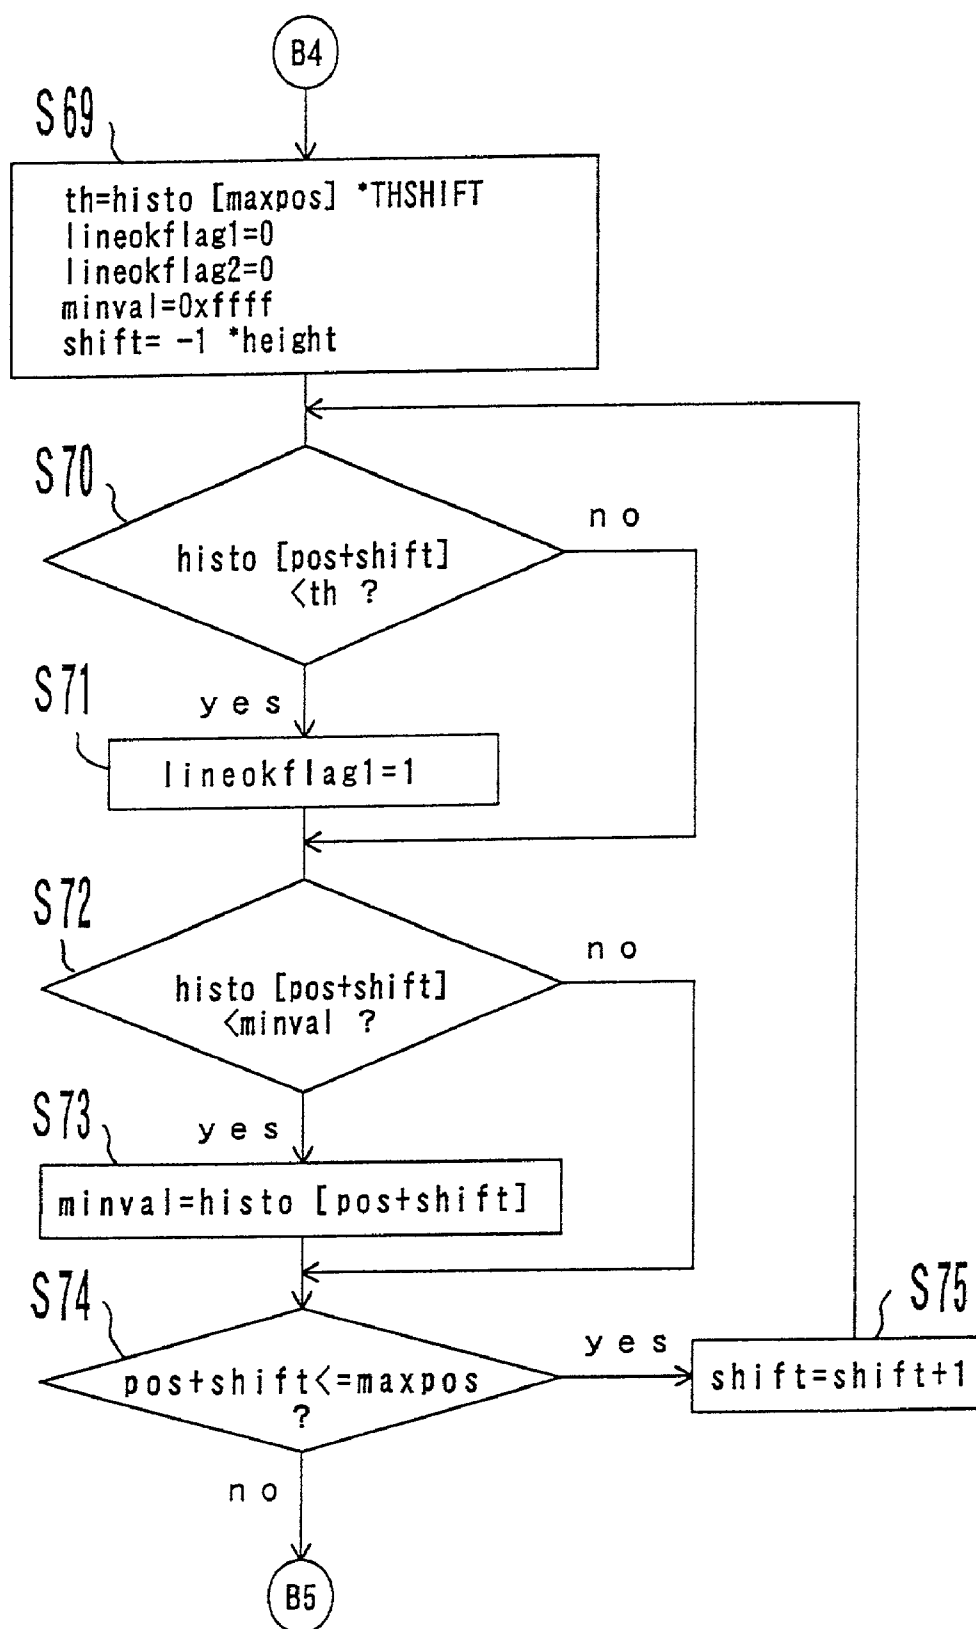 B4
S69
th=histo [maxpos] *THSHIFT
lineokflag1=0
lineokflag2=0
minval=0xffff
shift= -1 *height
S70
no
histo [pos+shift]
<th ?
S71
yes
lineokflag1=1
S72
no
histo [pos+shift]
<minval ?
S73
yes
minval=histo [pos+shift]
S74
S75
yes
pos+shift<=maxpos
?
shift=shift+1
no
B5